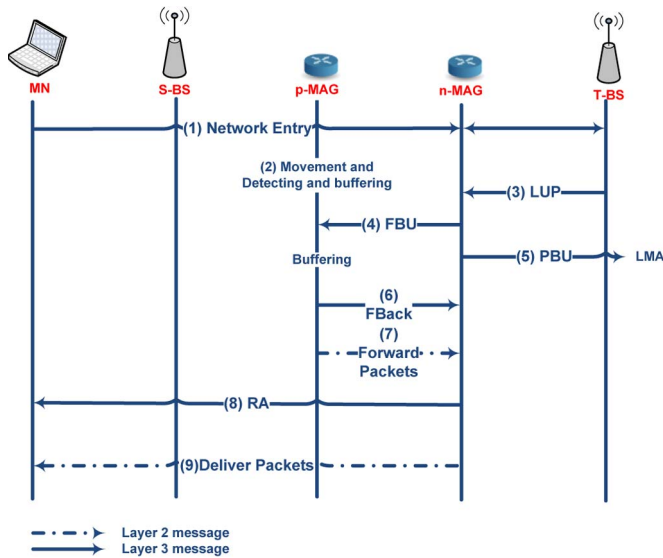 MN
S-BS
p-MAG
n-MAG
T-BS
(1) Network Entry
(2) Movement and
Detecting and buffering
(3) LUP
(4) FBU
Buffering
(5) PBU
LMA
(6)
FBack
(7)
Forward
Packets
(8) RA
(9)Deliver Packets
Layer 2 message
Layer 3 message